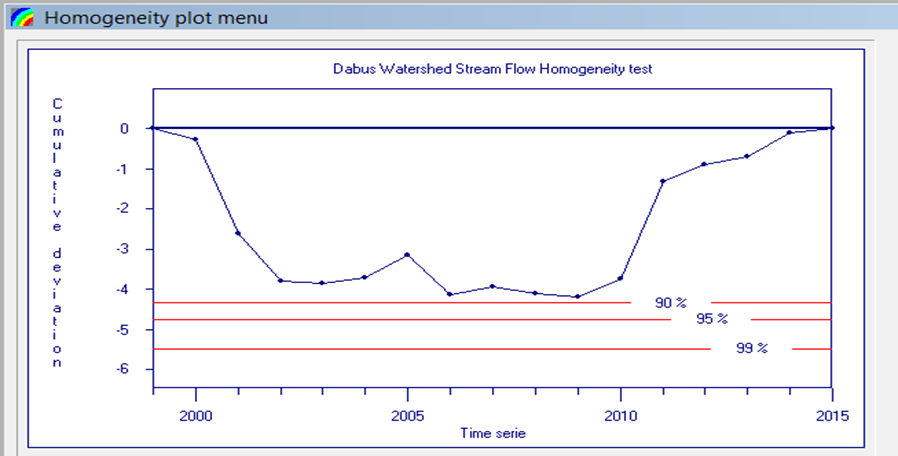 Homogeneity plot menu
Dabus Watershed Stream Flow Homogeneity test
Cumulative deviation
0
-1
-2
-3
-4
-5
-6
90 %
95 %
99 %
2000 2005 2010 2015
Time serie